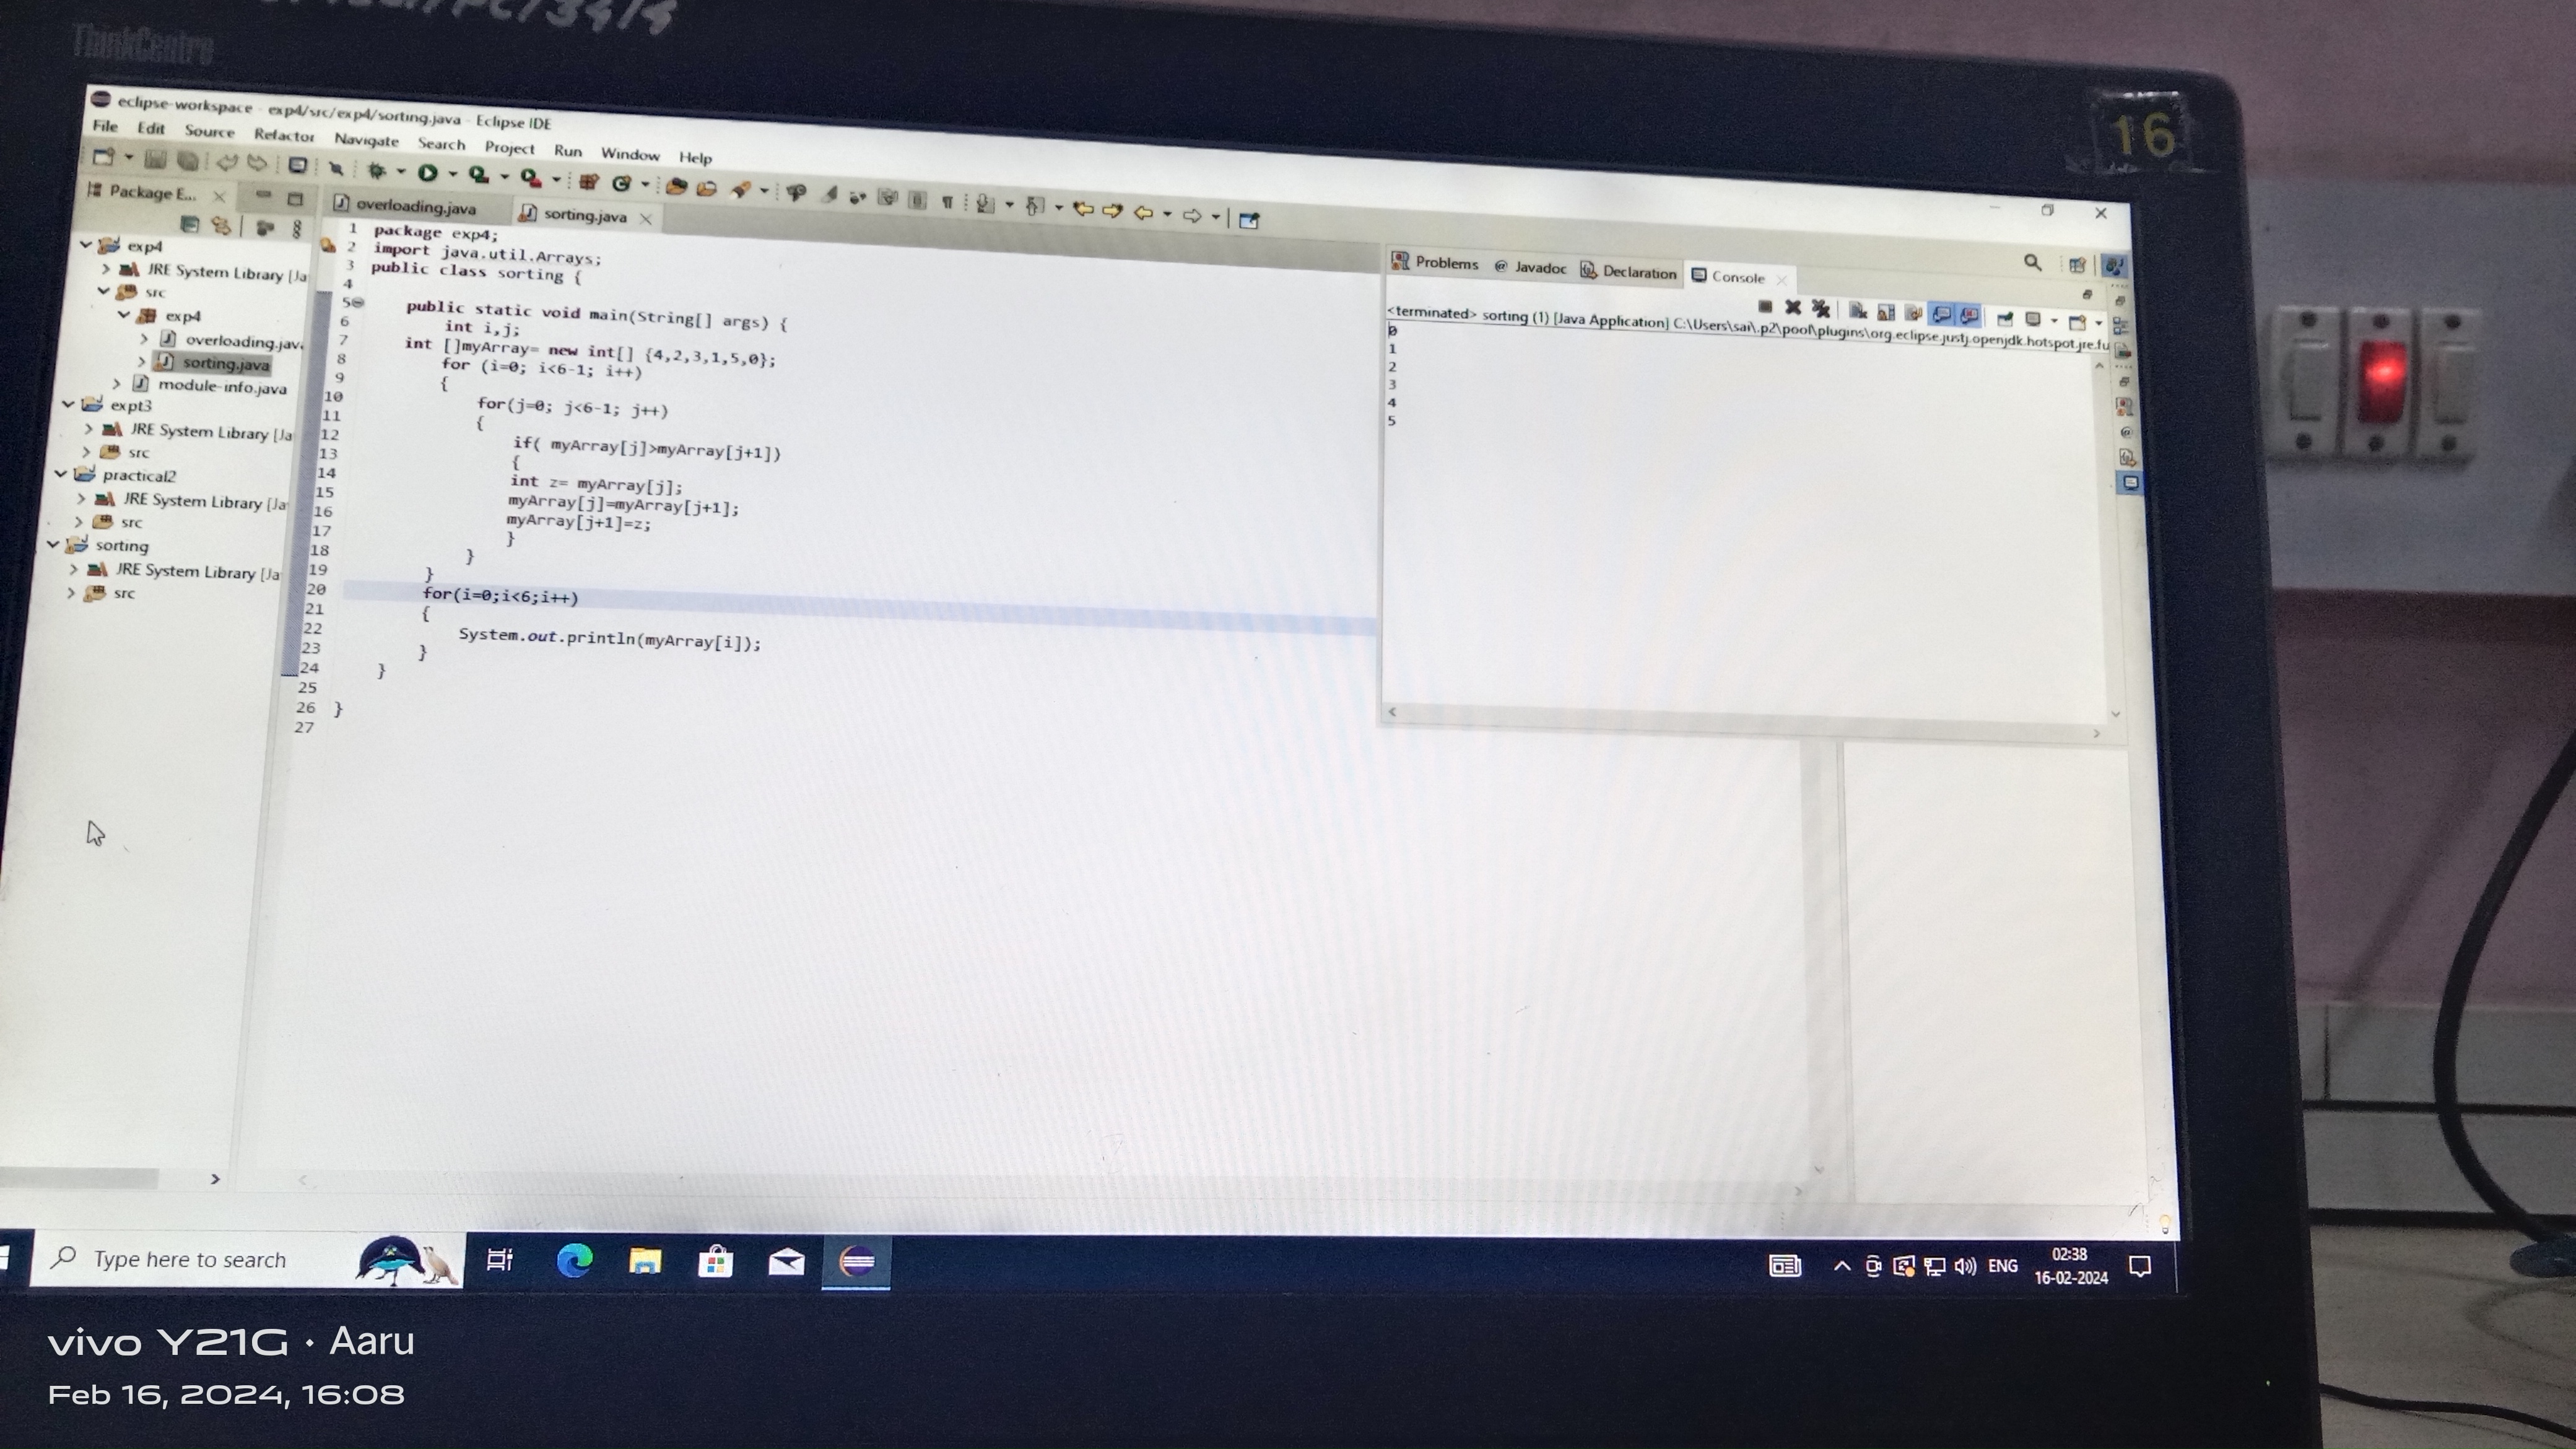 ThinkCentre
16
eclipse-workspace - exp4/src/exp4/sorting.java - Eclipse IDE
File Edit Source Refactor Navigate Search Project Run Window Help
Package E...
exp4
JRE System Library [Ja
src
exp4
overloading.jav
sorting.java
module-info.java
expt3
JRE System Library [Ja
src
practical2
JRE System Library [Ja
src
sorting
JRE System Library [Ja
src
overloading.java sorting.java
1 package exp4;
2 import java.util.Arrays;
3 public class sorting {
4
5 public static void main(String[] args) {
6 int i,j;
7 int []myArray= new int[] {4,2,3,1,5,0};
8 for (i=0; i<6-1; i++)
9 {
10 for(j=0; j<6-1; j++)
11 {
12 if( myArray[j]>myArray[j+1])
13 {
14 int z= myArray[j];
15 myArray[j]=myArray[j+1];
16 myArray[j+1]=z;
17 }
18 }
19 }
20 for(i=0;i<6;i++)
21 {
22 System.out.println(myArray[i]);
23 }
24 }
25
26 }
27
Problems @ Javadoc Declaration Console
<terminated> sorting (1) [Java Application] C:\Users\sai\.p2\pool\plugins\org.eclipse.justj.openjdk.hotspot.jre.fu
0
1
2
3
4
5
Type here to search
ENG
02:38
16-02-2024
vivo Y21G · Aaru
Feb 16, 2024, 16:08